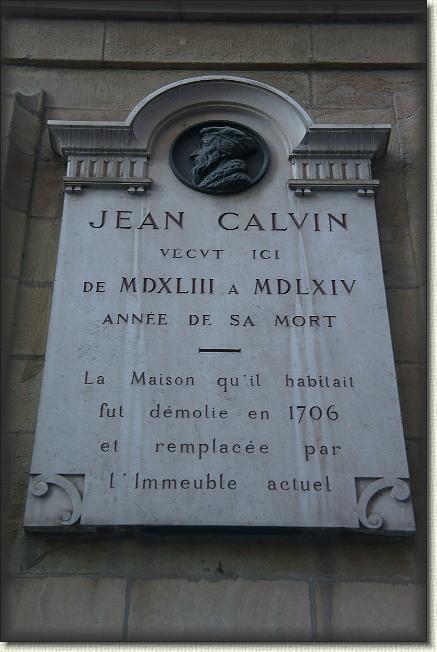 JEAN CALVIN
VECVT ICI
DE MDXLIII A MDLXIV
ANNÉE DE SA MORT
La Maison qu'il habitait
fut démolie en 1706
et remplacée par
l'Immeuble actuel